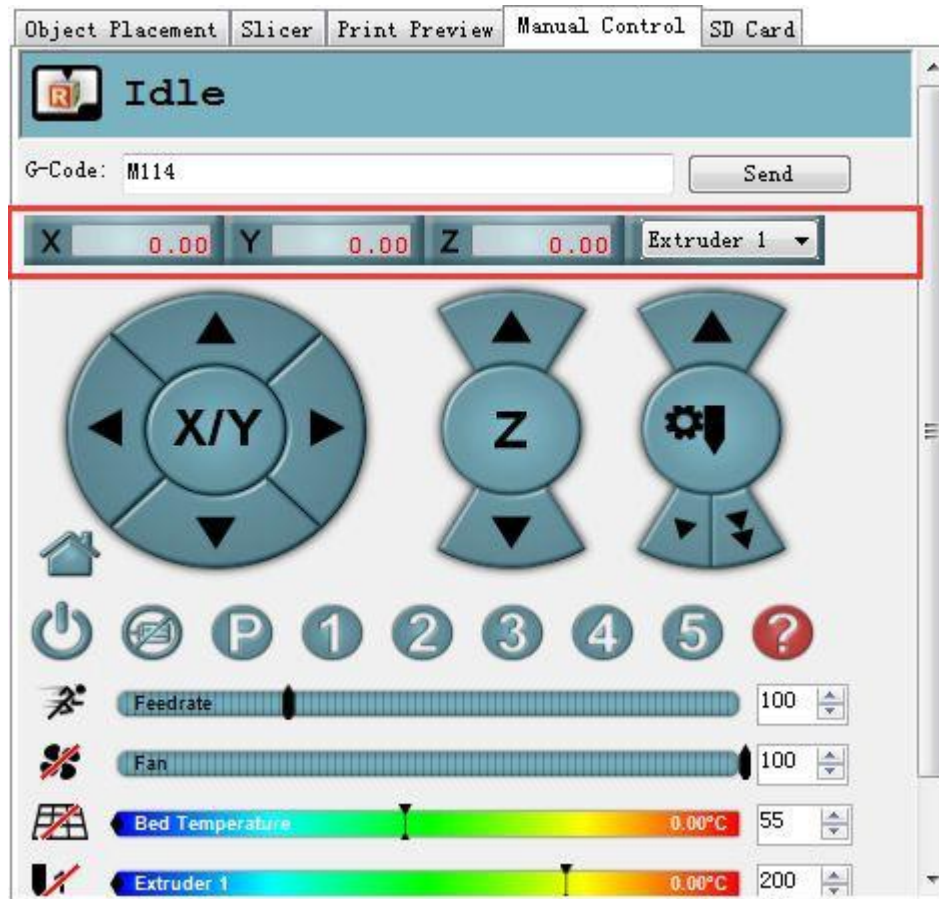 Object Placement Slicer Print Preview Manual Control SD Card
R Idle
G-Code: M114 Send
X 0.00 Y 0.00 Z 0.00 Extruder 1
X/Y Z
P 1 2 3 4 5 ?
Feedrate 100
Fan 100
Bed Temperature 0.00°C 55
1 Extruder 1 0.00°C 200